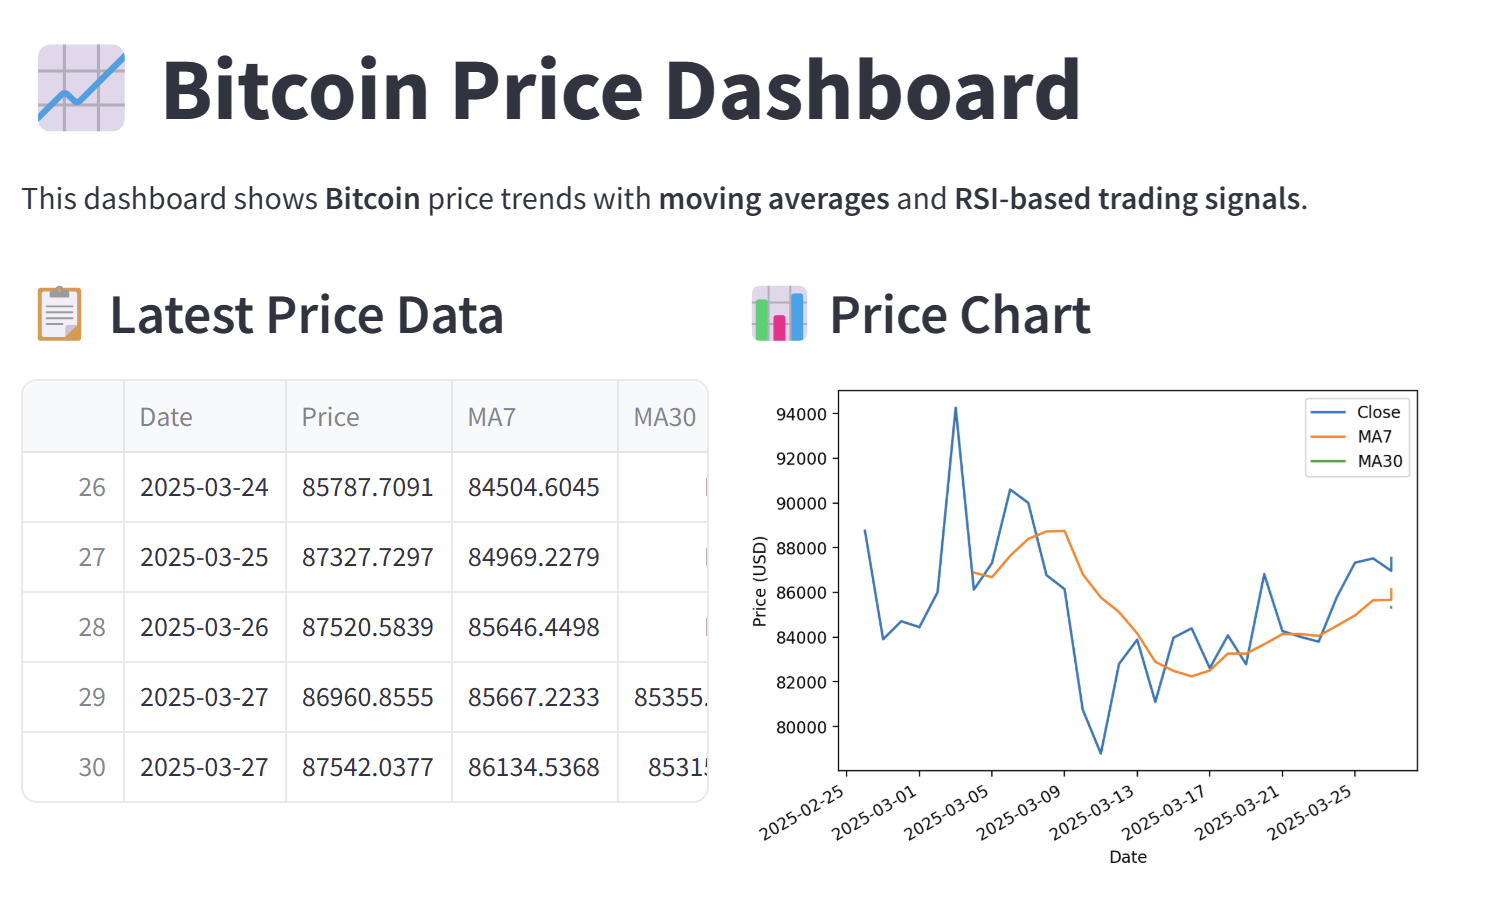 Bitcoin Price Dashboard
This dashboard shows Bitcoin price trends with moving averages and RSI-based trading signals.
Latest Price Data
Date Price MA7 MA30
26 2025-03-24 85787.7091 84504.6045
27 2025-03-25 87327.7297 84969.2279
28 2025-03-26 87520.5839 85646.4498
29 2025-03-27 86960.8555 85667.2233 85355.
30 2025-03-27 87542.0377 86134.5368 85315
Price Chart
Close
MA7
MA30
94000
92000
90000
88000
86000
84000
82000
80000
Price (USD)
2025-02-25
2025-03-01
2025-03-05
2025-03-09
2025-03-13
2025-03-17
2025-03-21
2025-03-25
Date